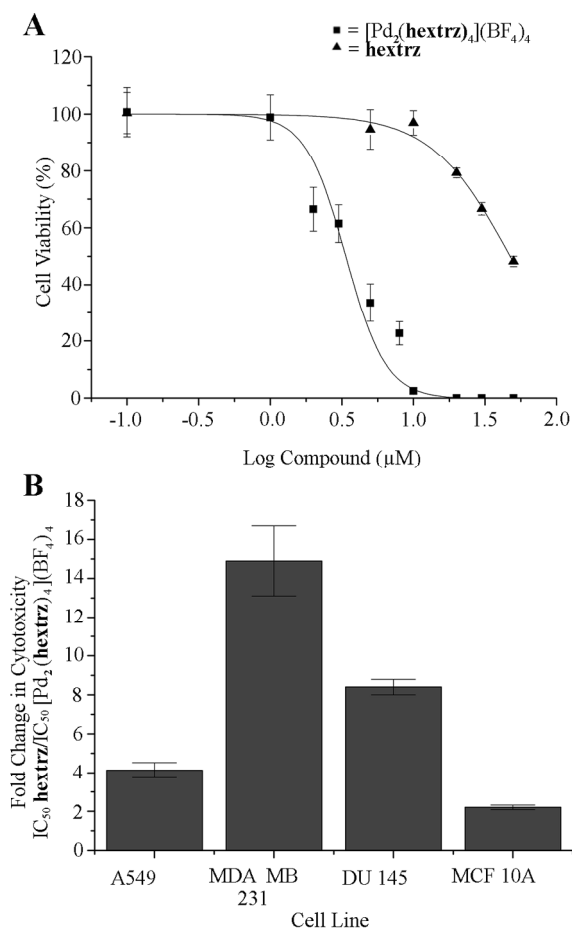 A
■ = [Pd₂(hextrz)₄](BF₄)₄
▲ = hextrz
120
100
80
60
40
20
0
Cell Viability (%)
-1.0
-0.5
0.0
0.5
1.0
1.5
2.0
Log Compound (µM)
B
18
16
14
12
10
8
6
4
2
0
Fold Change in Cytotoxicity
IC₅₀ hextrz/IC₅₀ [Pd₂(hextrz)₄](BF₄)₄
A549
MDA MB
231
DU 145
MCF 10A
Cell Line